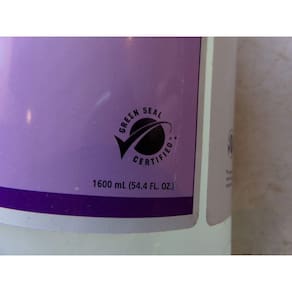 GREEN SEAL
CERTIFIED
1600 mL (54.4 FL. OZ.)